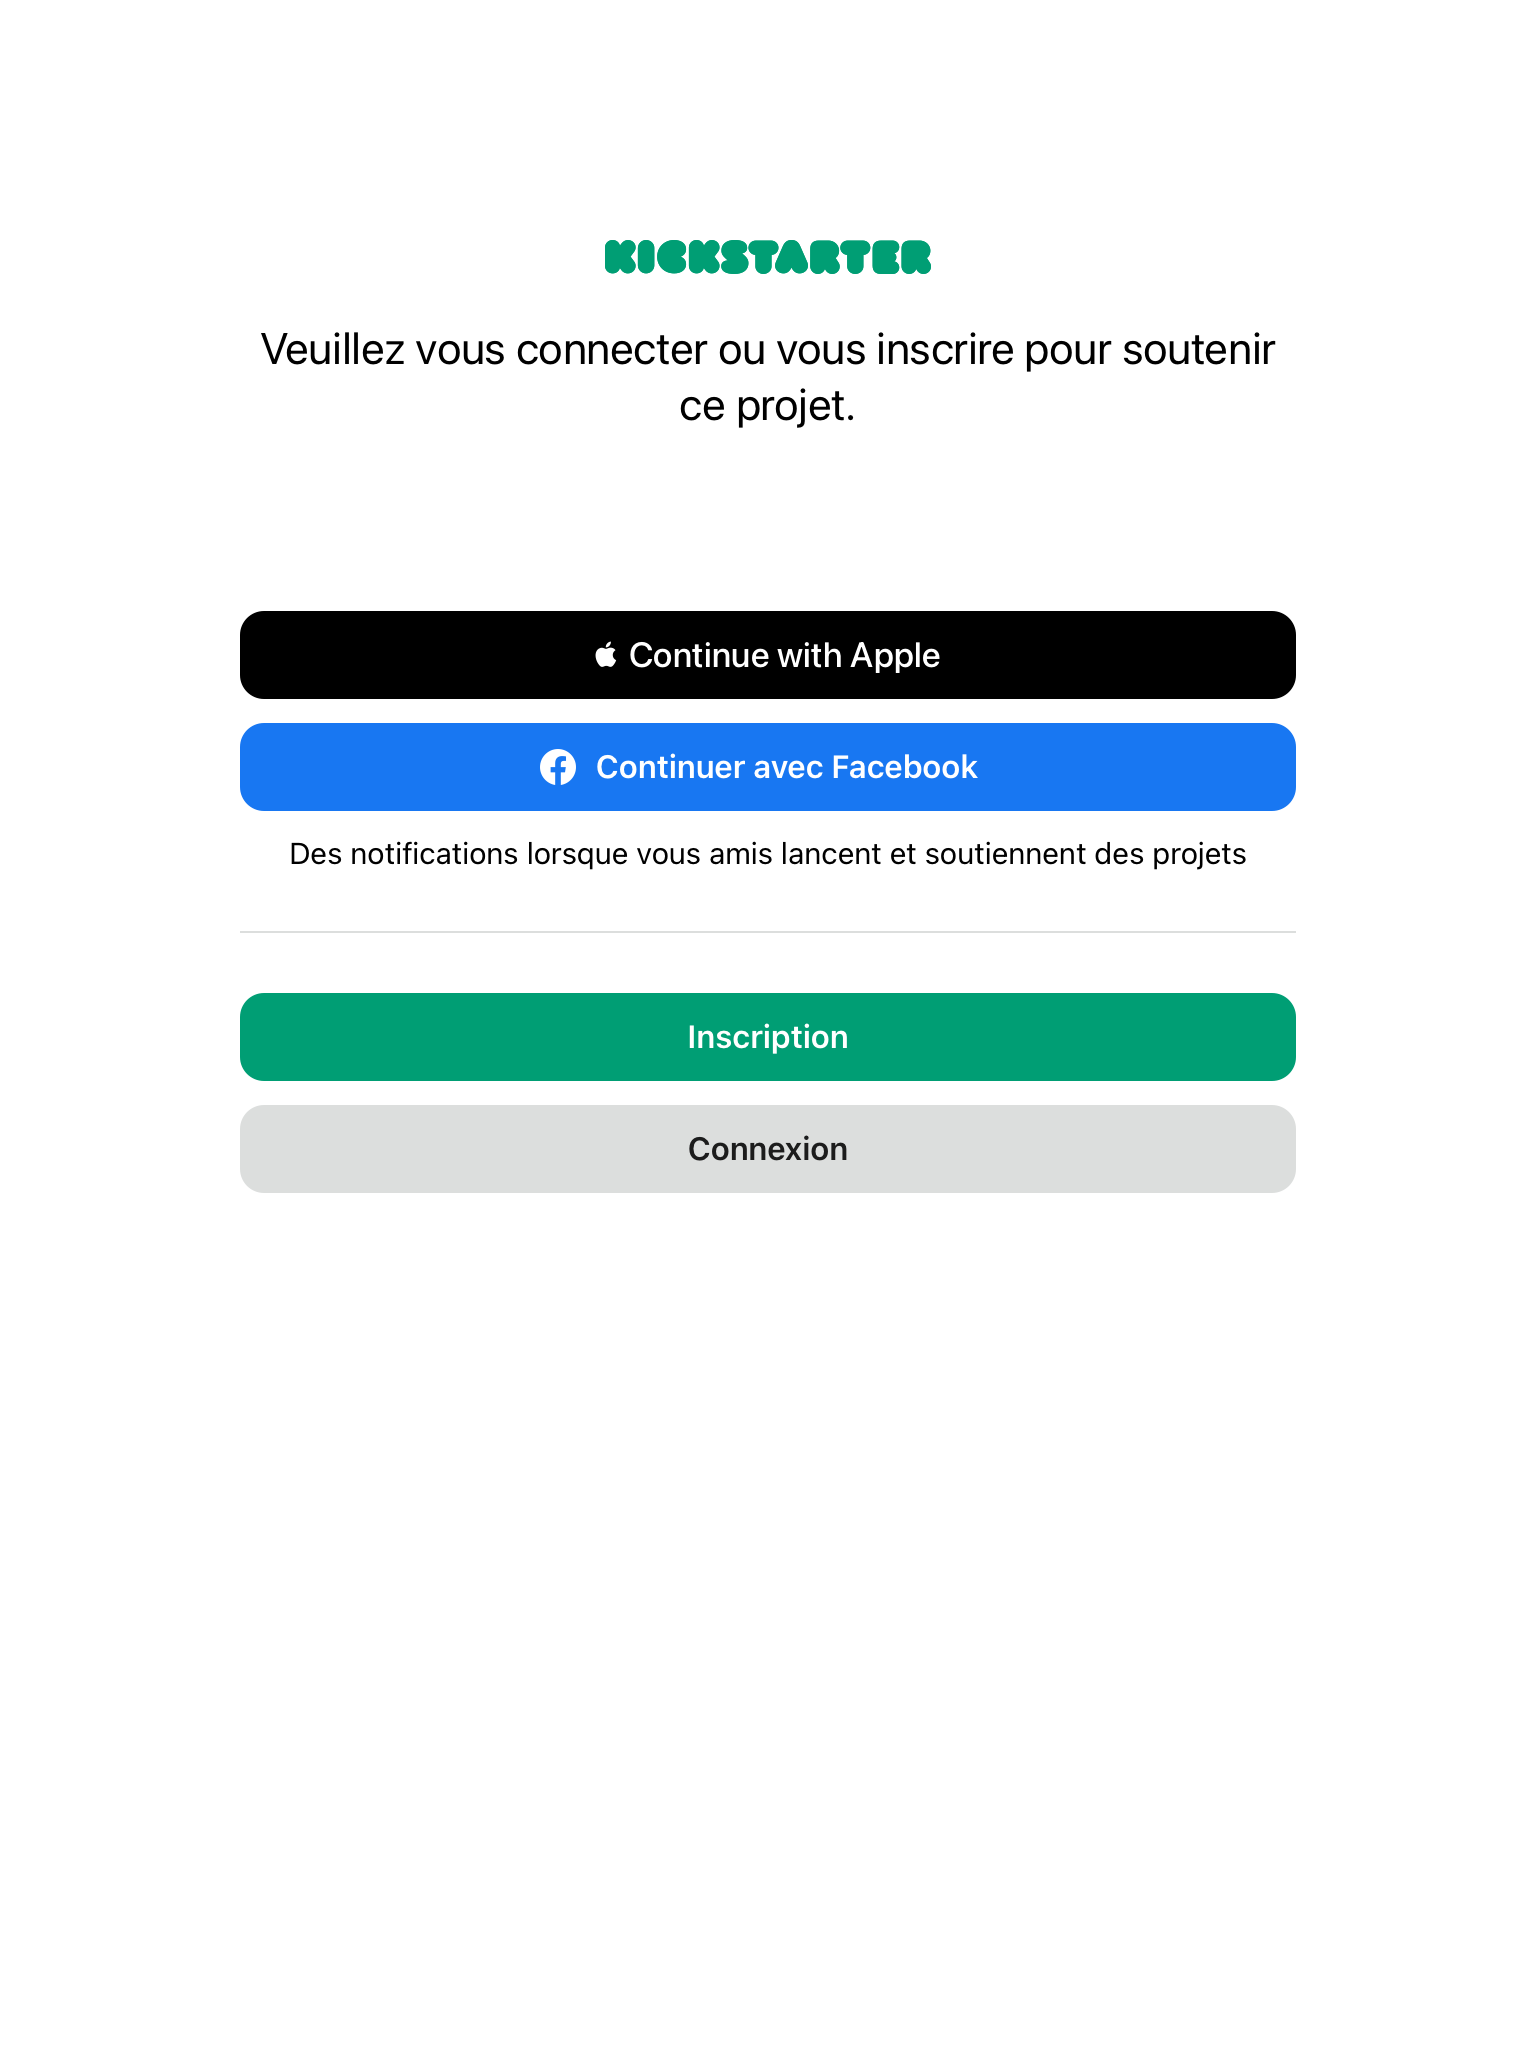 KICKSTARTER
Veuillez vous connecter ou vous inscrire pour soutenir
ce projet.
Continue with Apple
Continuer avec Facebook
Des notifications lorsque vous amis lancent et soutiennent des projets
Inscription
Connexion